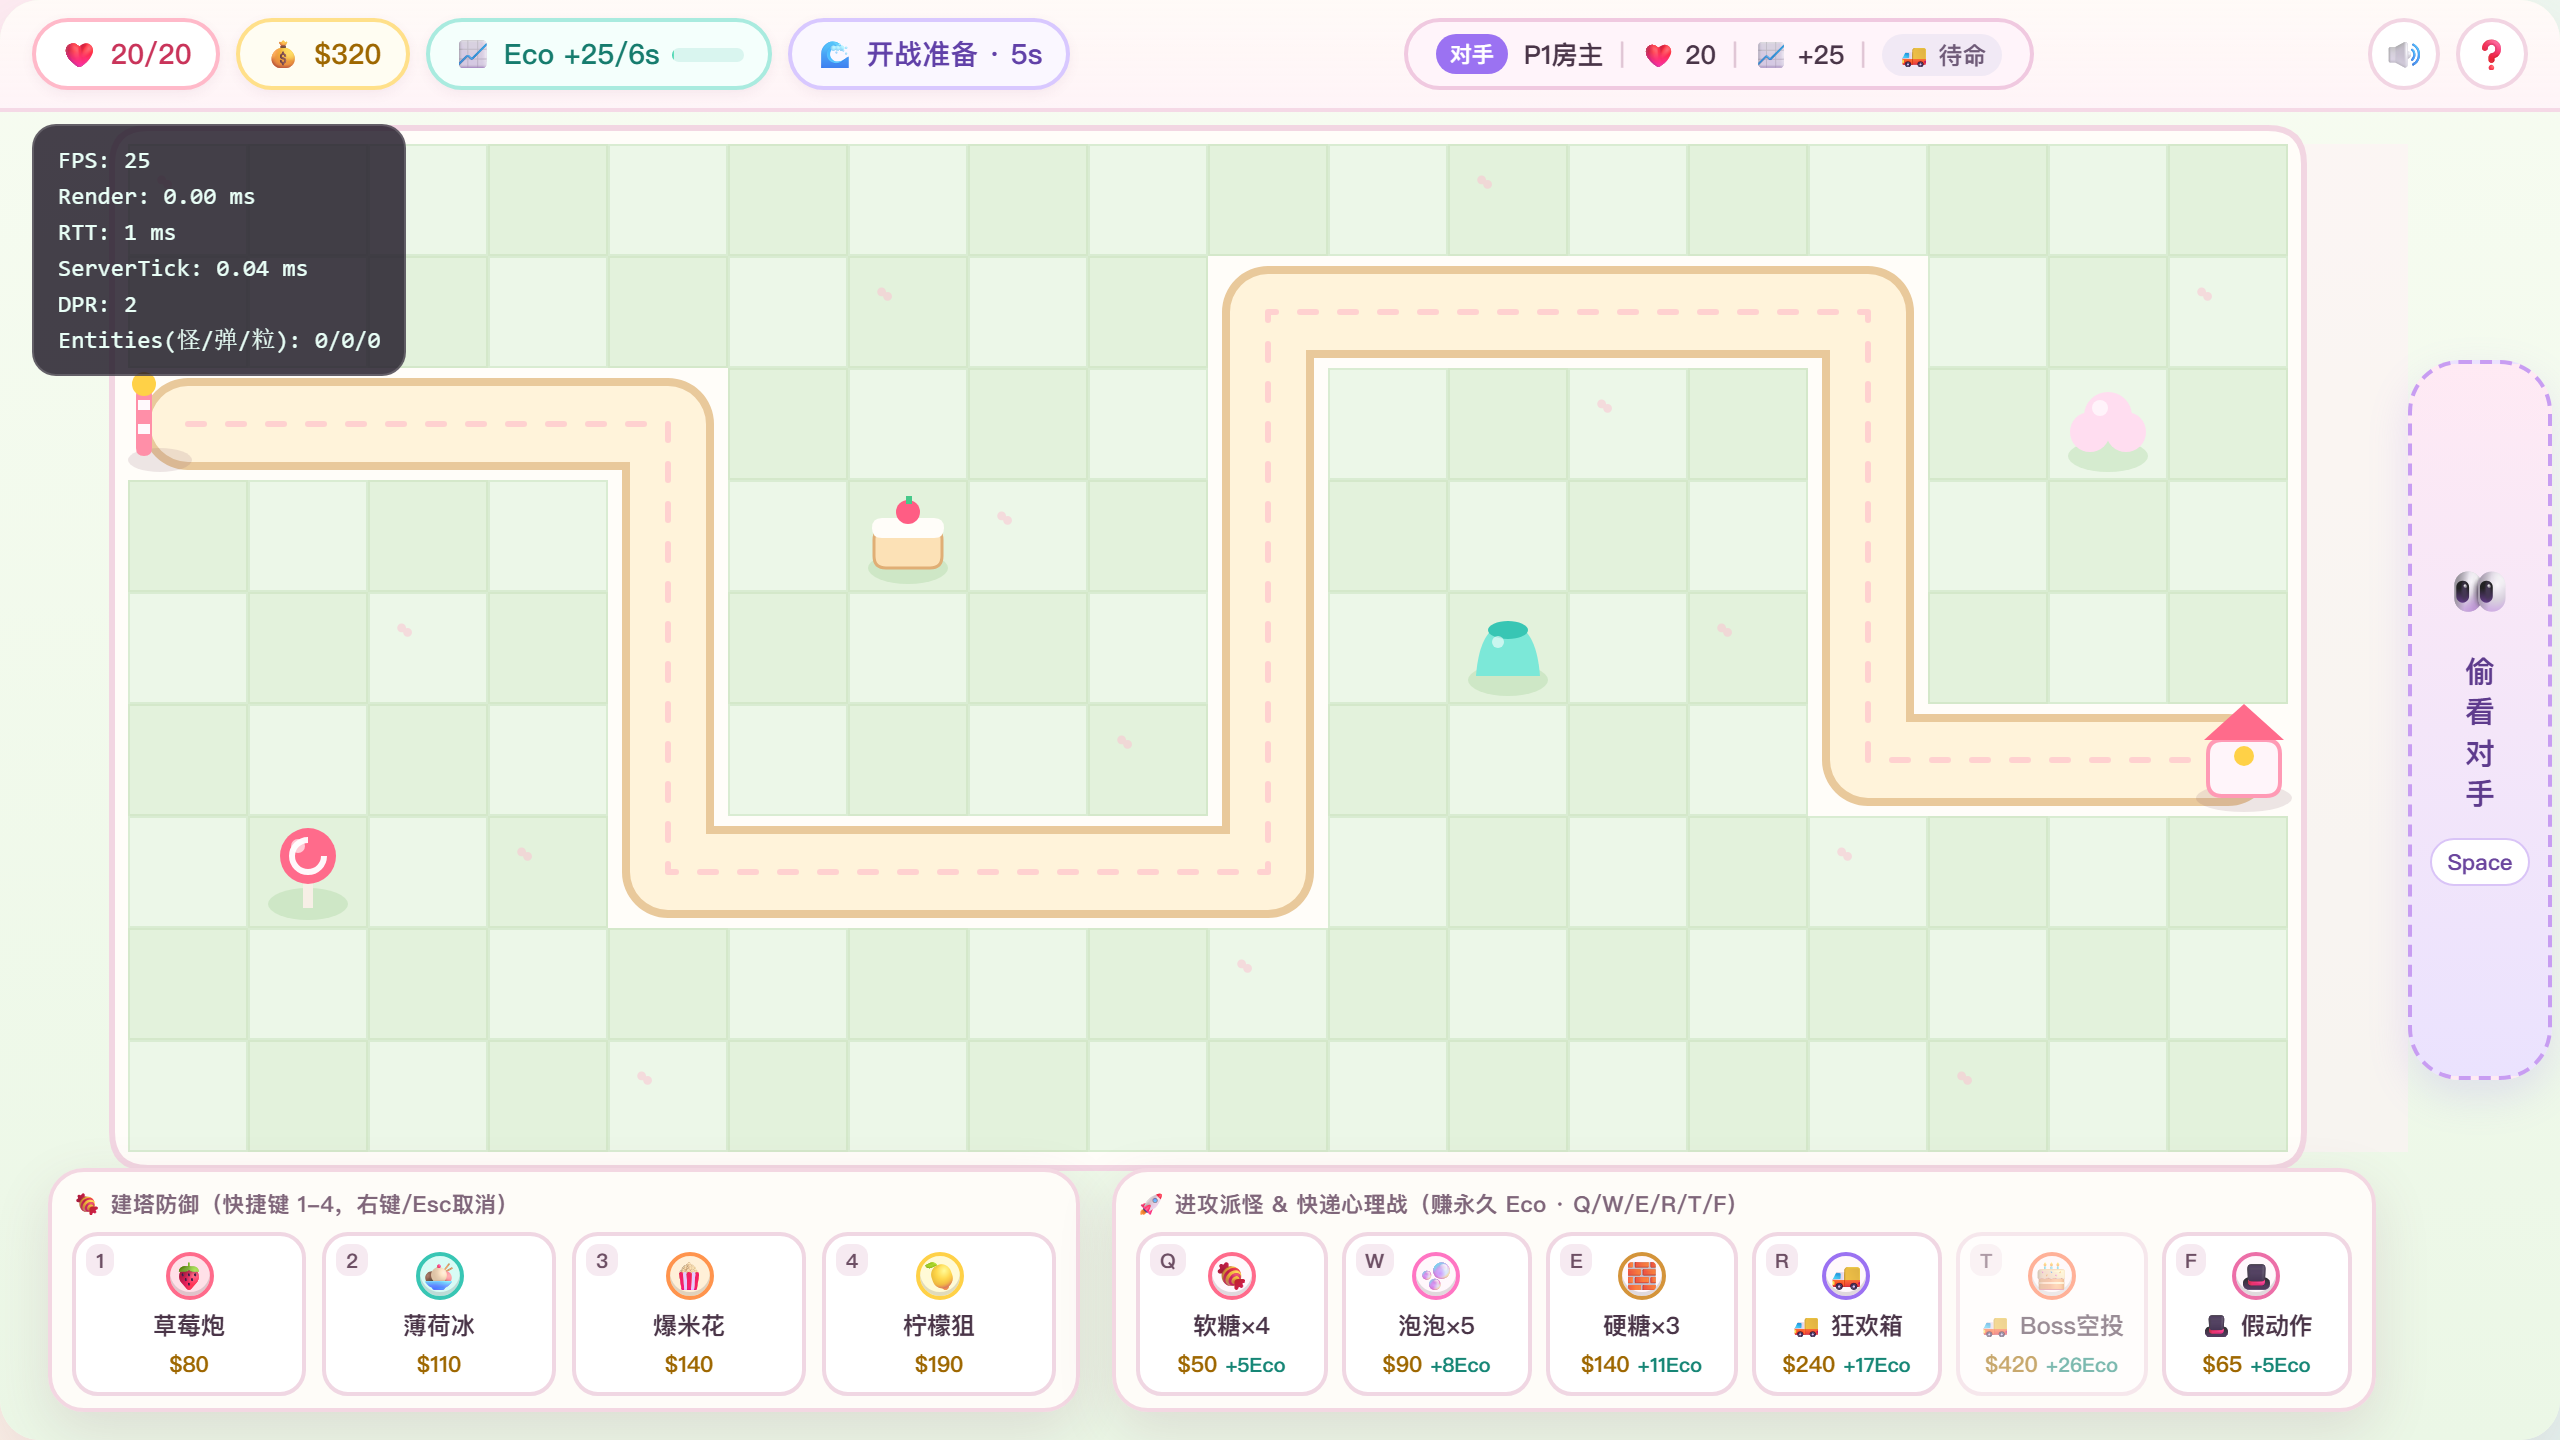 20/20
$320
Eco +25/6s
开战准备 · 5s
对手 P1房主 | 20 | +25 | 待命
FPS: 25
Render: 0.00 ms
RTT: 1 ms
ServerTick: 0.04 ms
DPR: 2
Entities(怪/弹/粒): 0/0/0
偷看对手
Space
建塔防御（快捷键 1–4，右键/Esc取消）
1
草莓炮
$80
2
薄荷冰
$110
3
爆米花
$140
4
柠檬狙
$190
进攻派怪 & 快递心理战（赚永久 Eco · Q/W/E/R/T/F）
Q
软糖×4
$50 +5Eco
W
泡泡×5
$90 +8Eco
E
硬糖×3
$140 +11Eco
R
狂欢箱
$240 +17Eco
T
Boss空投
$420 +26Eco
F
假动作
$65 +5Eco